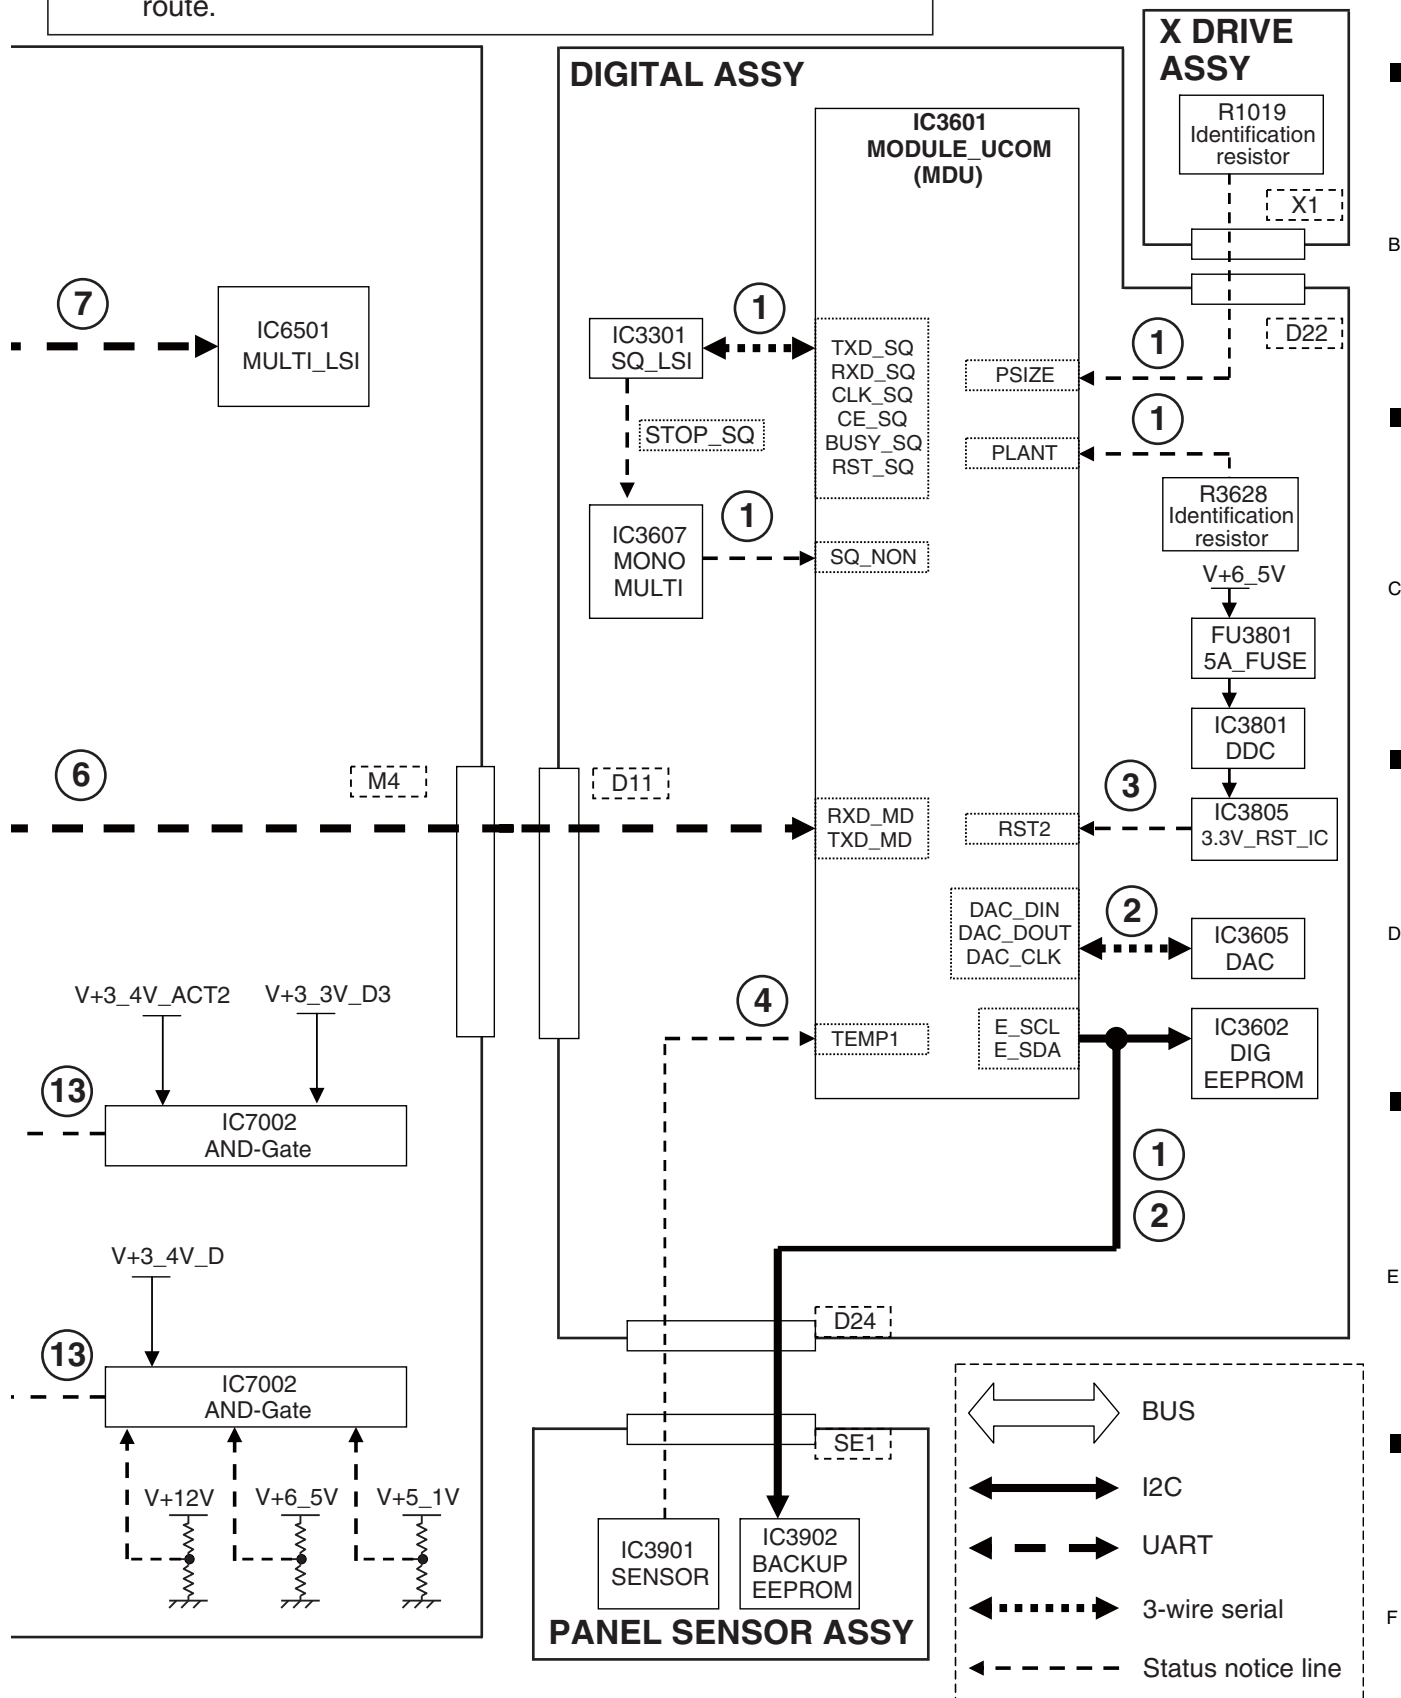 route.
X DRIVE
ASSY
R1019
Identification
resistor
X1
B
DIGITAL ASSY
IC3601
MODULE_UCOM
(MDU)
7
IC6501
MULTI_LSI
IC3301
SQ_LSI
1
TXD_SQ
RXD_SQ
CLK_SQ
CE_SQ
BUSY_SQ
RST_SQ
STOP_SQ
PSIZE
1
D22
PLANT
1
R3628
Identification
resistor
IC3607
MONO
MULTI
1
SQ_NON
V+6_5V
C
FU3801
5A_FUSE
IC3801
DDC
6
M4
D11
RXD_MD
TXD_MD
RST2
3
IC3805
3.3V_RST_IC
DAC_DIN
DAC_DOUT
DAC_CLK
2
IC3605
DAC
D
V+3_4V_ACT2
V+3_3V_D3
4
TEMP1
E_SCL
E_SDA
IC3602
DIG
EEPROM
13
IC7002
AND-Gate
1
2
V+3_4V_D
E
D24
13
IC7002
AND-Gate
V+12V
V+6_5V
V+5_1V
SE1
IC3901
SENSOR
IC3902
BACKUP
EEPROM
PANEL SENSOR ASSY
BUS
I2C
UART
3-wire serial
F
Status notice line